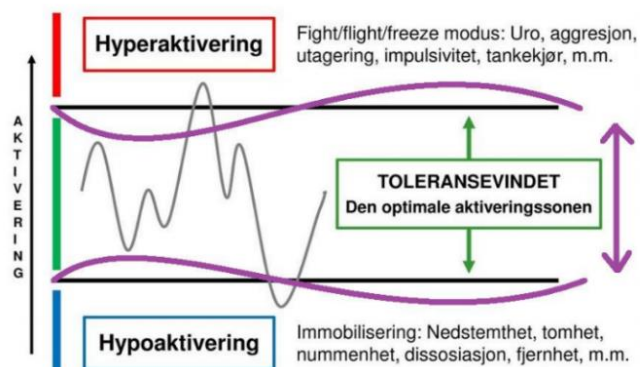 Hyperaktivering
Fight/flight/freeze modus: Uro, aggresjon,
utagering, impulsivitet, tankekjør, m.m.
AKTIVERING
TOLERANSEVINDET
Den optimale aktiveringssonen
Hypoaktivering
Immobilisering: Nedstemthet, tomhet,
nummenhet, dissosiasjon, fjernhet, m.m.